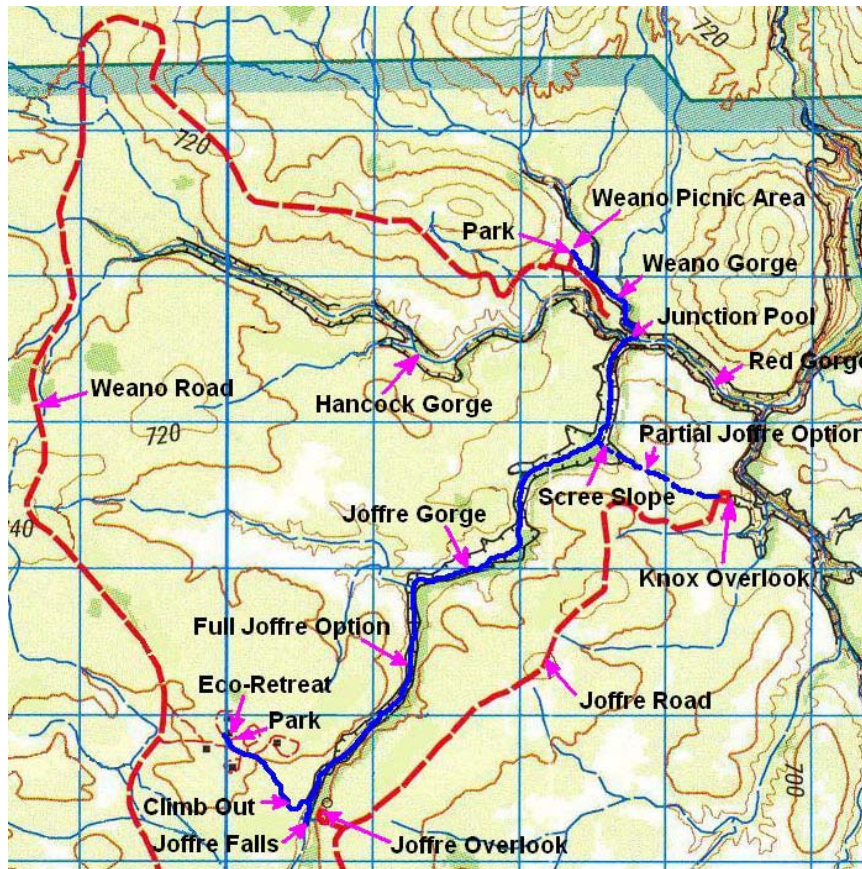 720
720
Weano Picnic Area
Park
Weano Gorge
Junction Pool
Red Gorge
Weano Road
Hancock Gorge
720
Partial Joffre Option
Scree Slope
Joffre Gorge
40
Knox Overlook
Full Joffre Option
Eco-Retreat
Joffre Road
Park
700
Climb Out
Joffre Falls
Joffre Overlook